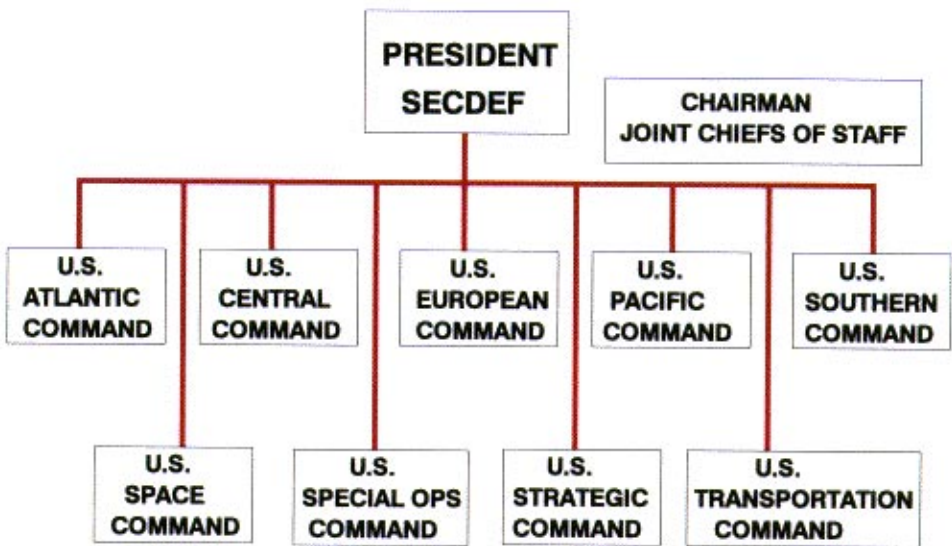 PRESIDENT
SECDEF
CHAIRMAN
JOINT CHIEFS OF STAFF
U.S.
ATLANTIC
COMMAND
U.S.
CENTRAL
COMMAND
U.S.
EUROPEAN
COMMAND
U.S.
PACIFIC
COMMAND
U.S.
SOUTHERN
COMMAND
U.S.
SPACE
COMMAND
U.S.
SPECIAL OPS
COMMAND
U.S.
STRATEGIC
COMMAND
U.S.
TRANSPORTATION
COMMAND